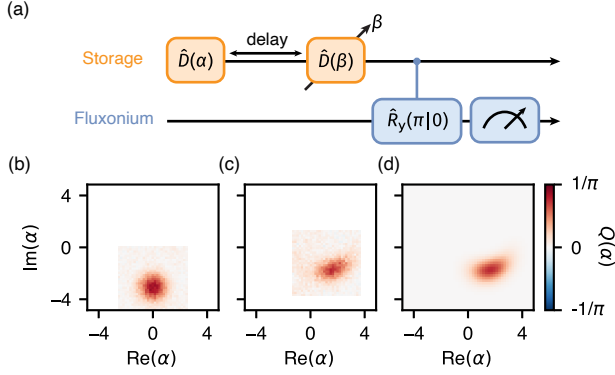 (a)
delay
β
Storage
D̂(α)
D̂(β)
Fluxonium
R̂y(π|0)
(b)
(c)
(d)
4
0
−4
Im(α)
−4
0
4
Re(α)
−4
0
4
Re(α)
−4
0
4
Re(α)
1/π
0
-1/π
Q(α)